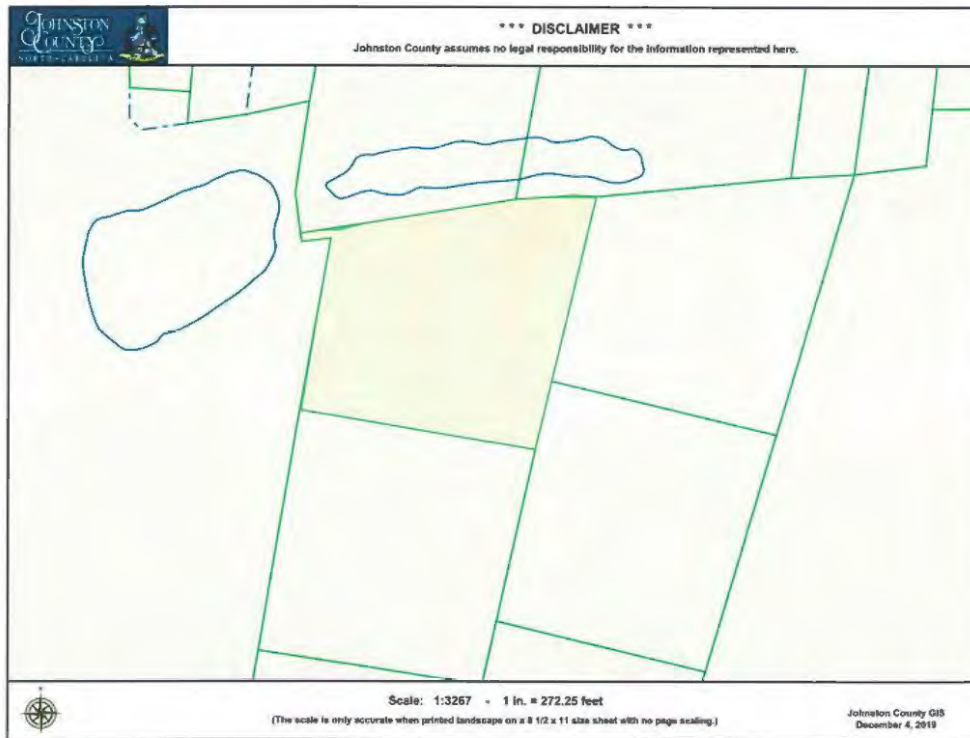 JOHNSTON
COUNTY
NORTH CAROLINA
*** DISCLAIMER ***
Johnston County assumes no legal responsibility for the information represented here.
Scale: 1:3267 - 1 in. = 272.25 feet
(The scale is only accurate when printed landscape on a 8 1/2 x 11 size sheet with no page scaling.)
Johnston County GIS
December 4, 2019